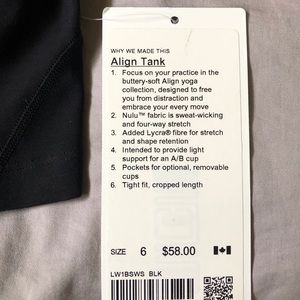 WHY WE MADE THIS
Align Tank
1. Focus on your practice in the
buttery-soft Align yoga
collection, designed to free
you from distraction and
embrace your every move
2. Nulu™ fabric is sweat-wicking
and four-way stretch
3. Added Lycra® fibre for stretch
and shape retention
4. Intended to provide light
support for an A/B cup
5. Pockets for optional, removable
cups
6. Tight fit, cropped length
SIZE 6 $58.00
LW1BSWS BLK